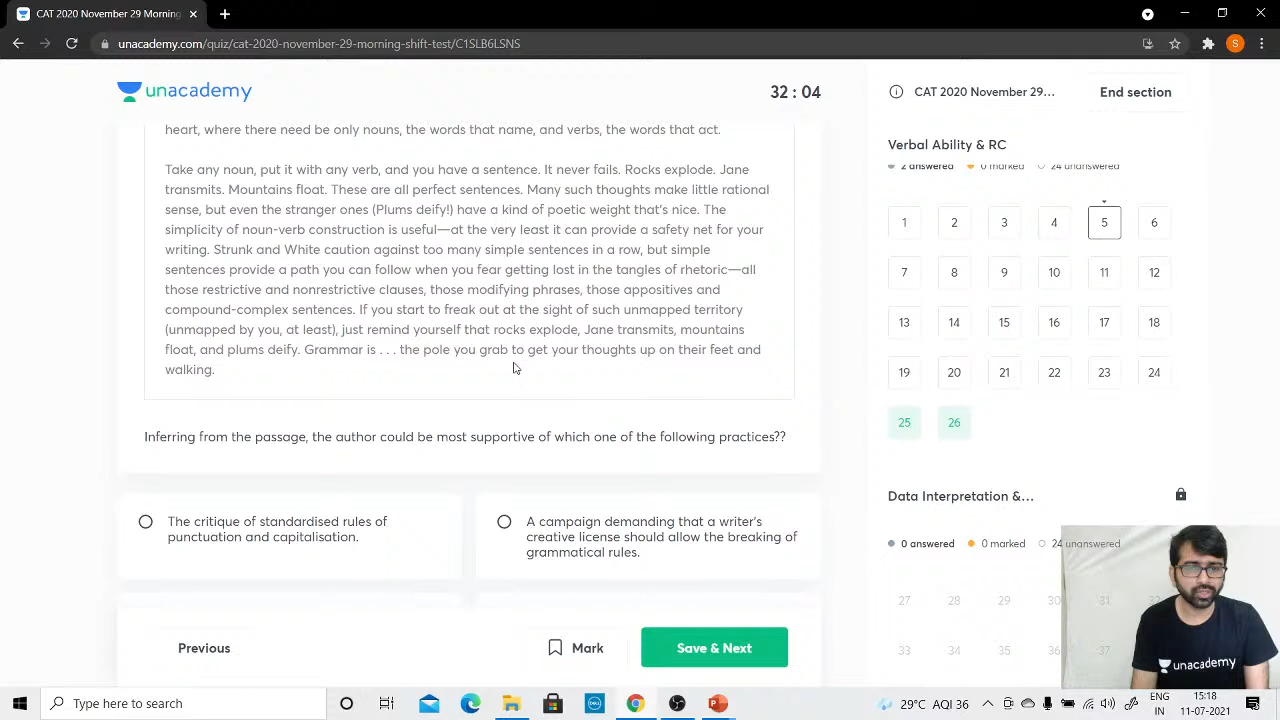 CAT 2020 November 29 Morning
unacademy.com/quiz/cat-2020-november-29-morning-shift-test/C1SLB6LSNS
S
unacademy
32 : 04
CAT 2020 November 29...
End section
heart, where there need be only nouns, the words that name, and verbs, the words that act.
Take any noun, put it with any verb, and you have a sentence. It never fails. Rocks explode. Jane
transmits. Mountains float. These are all perfect sentences. Many such thoughts make little rational
sense, but even the stranger ones (Plums deify!) have a kind of poetic weight that's nice. The
simplicity of noun-verb construction is useful—at the very least it can provide a safety net for your
writing. Strunk and White caution against too many simple sentences in a row, but simple
sentences provide a path you can follow when you fear getting lost in the tangles of rhetoric—all
those restrictive and nonrestrictive clauses, those modifying phrases, those appositives and
compound-complex sentences. If you start to freak out at the sight of such unmapped territory
(unmapped by you, at least), just remind yourself that rocks explode, Jane transmits, mountains
float, and plums deify. Grammar is . . . the pole you grab to get your thoughts up on their feet and
walking.
Inferring from the passage, the author could be most supportive of which one of the following practices??
The critique of standardised rules of
punctuation and capitalisation.
A campaign demanding that a writer's
creative license should allow the breaking of
grammatical rules.
Previous
Mark
Save & Next
Verbal Ability & RC
2 answered 0 marked 24 unanswered
1 2 3 4 5 6
7 8 9 10 11 12
13 14 15 16 17 18
19 20 21 22 23 24
25 26
Data Interpretation &...
0 answered 0 marked 24 unanswered
27 28 29 30 31
33 34 35 36 37
unacademy
Type here to search
DELL
29°C AQI 36
ENG
IN
15:18
11-07-2021